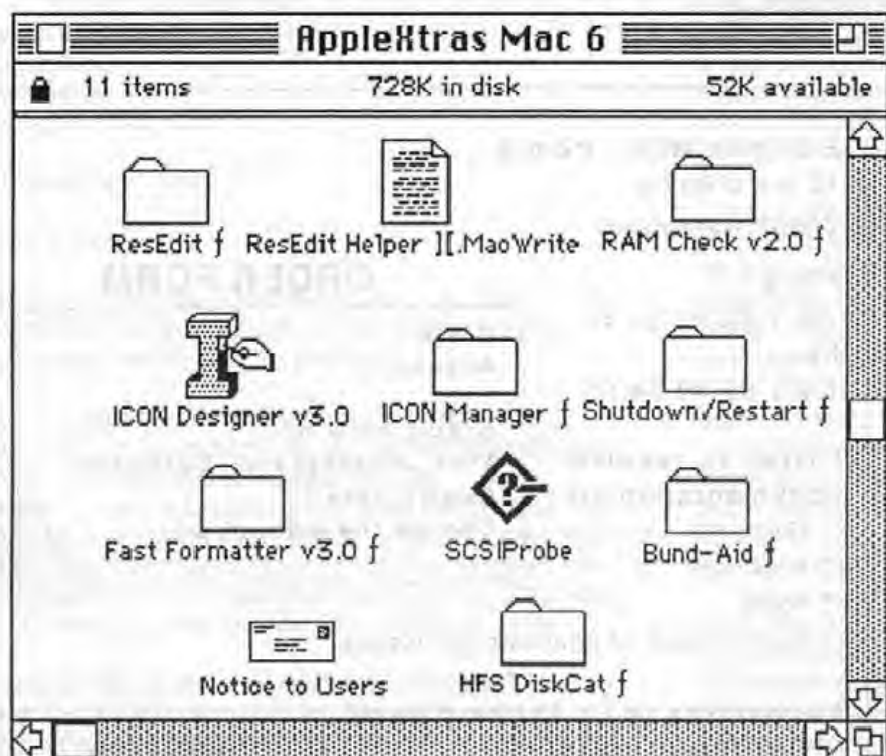 AppleXtras Mac 6
11 items 728K in disk 52K available
ResEdit ƒ ResEdit Helper ][.MacWrite RAM Check v2.0 ƒ
ICON Designer v3.0 ICON Manager ƒ Shutdown/Restart ƒ
Fast Formatter v3.0 ƒ SCSIProbe Bund-Aid ƒ
Notice to Users HFS DiskCat ƒ